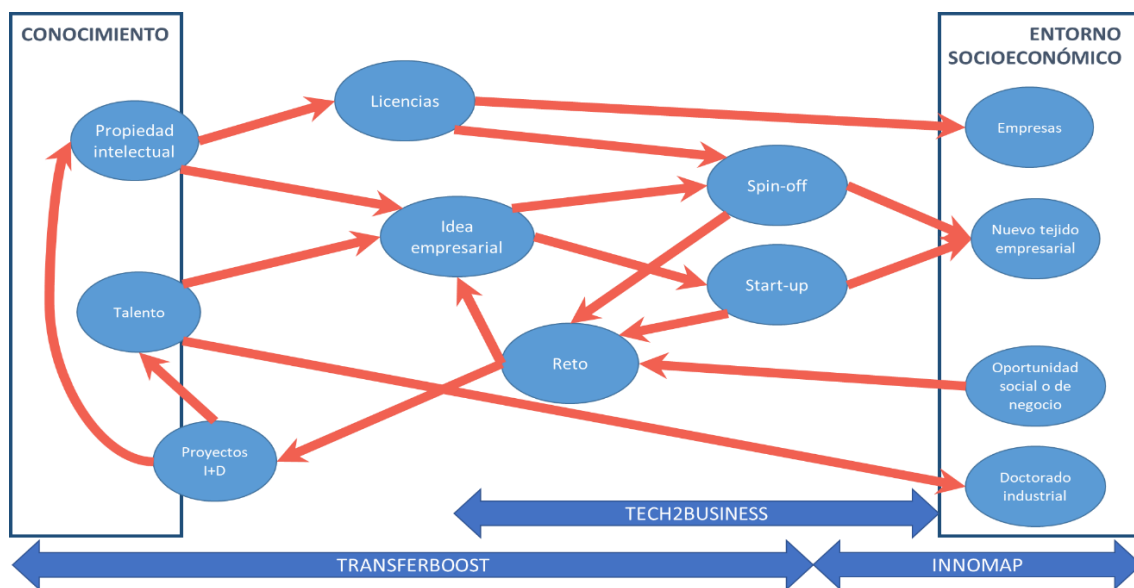 CONOCIMIENTO
ENTORNO
SOCIOECONÓMICO
Licencias
Empresas
Propiedad
intelectual
Spin-off
Idea
empresarial
Nuevo tejido
empresarial
Start-up
Talento
Reto
Oportunidad
social o de
negocio
Proyectos
I+D
Doctorado
industrial
TECH2BUSINESS
TRANSFERBOOST
INNOMAP